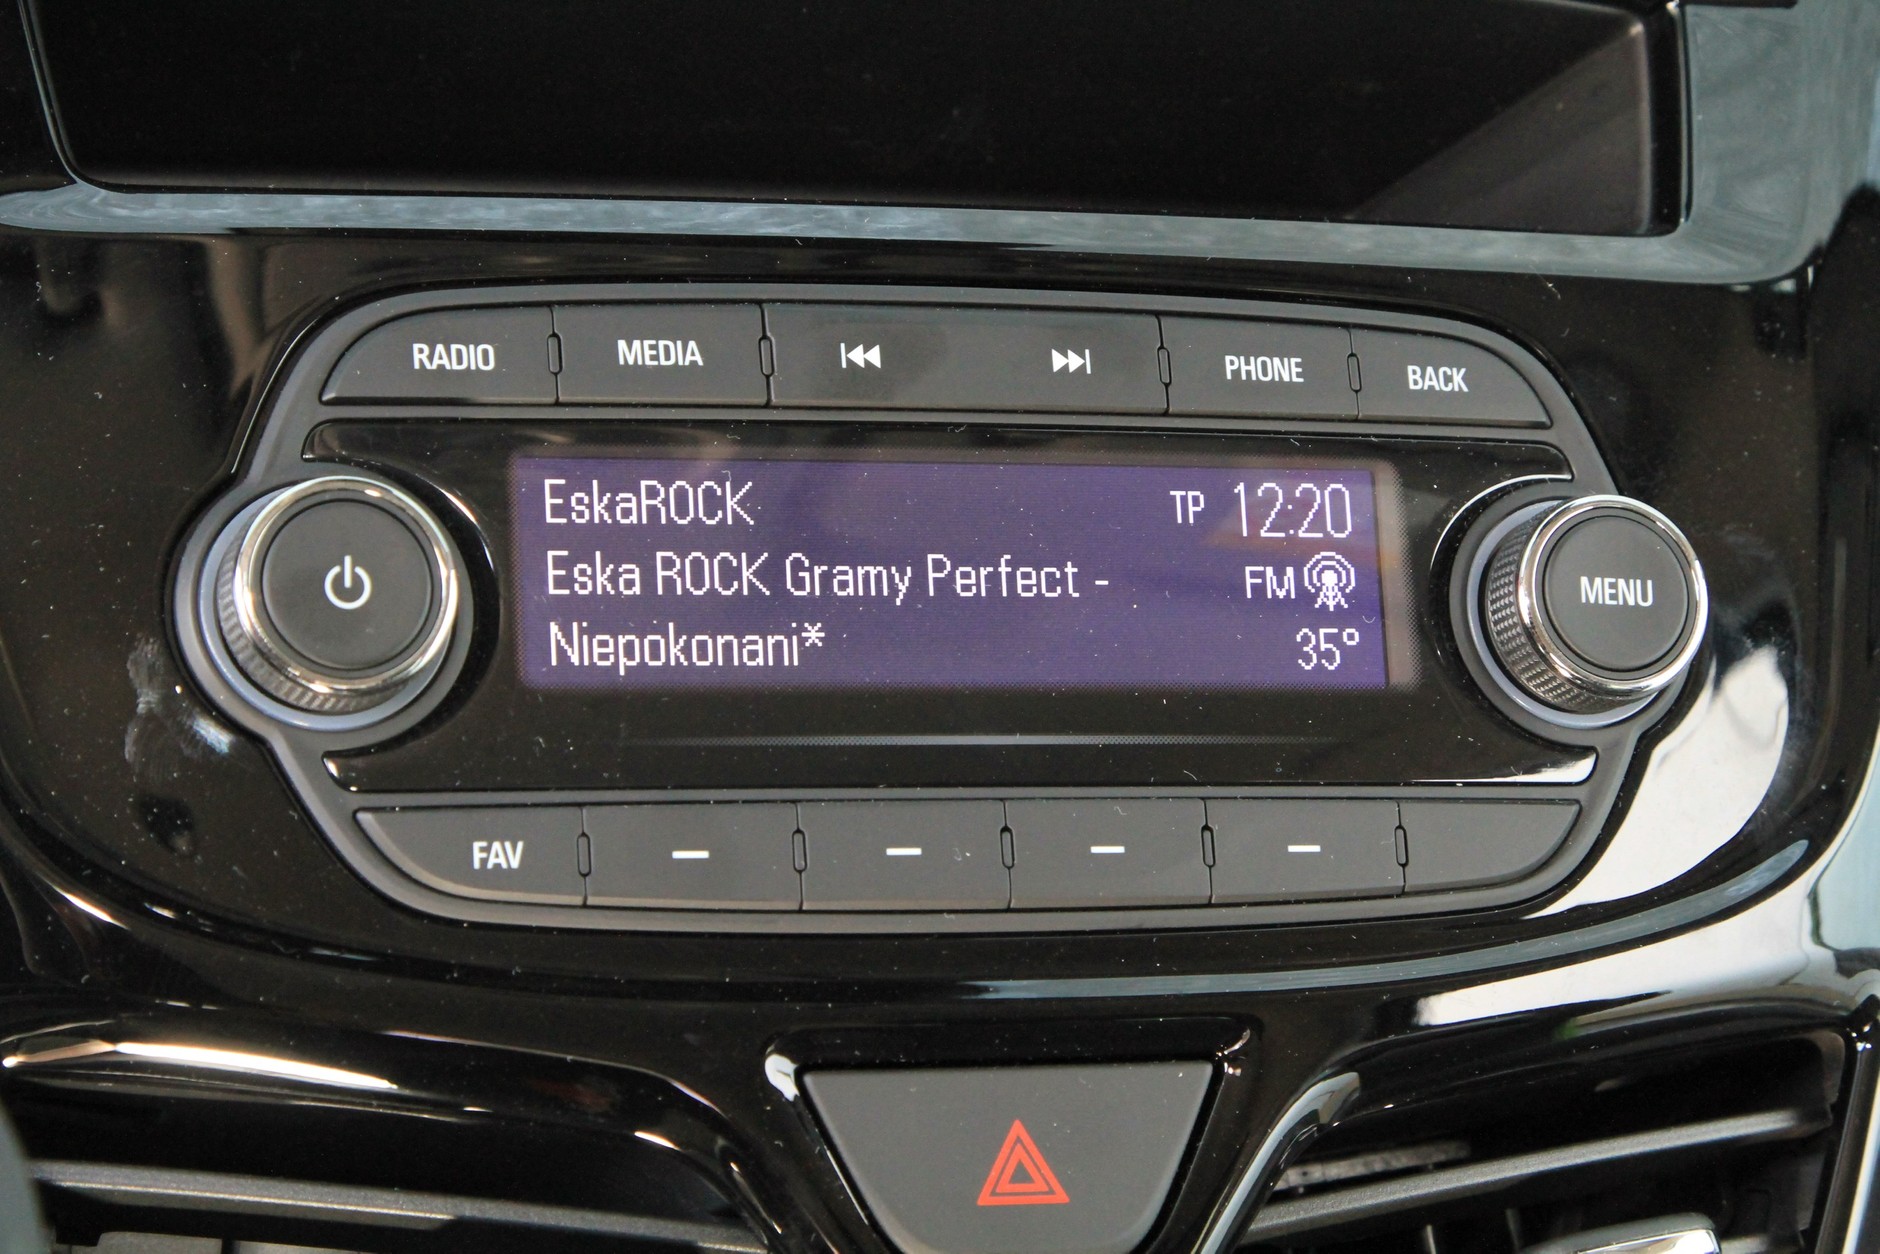 RADIO MEDIA PHONE BACK
EskaROCK TP 12:20
Eska ROCK Gramy Perfect - FM
Niepokonani* 35°
MENU
FAV